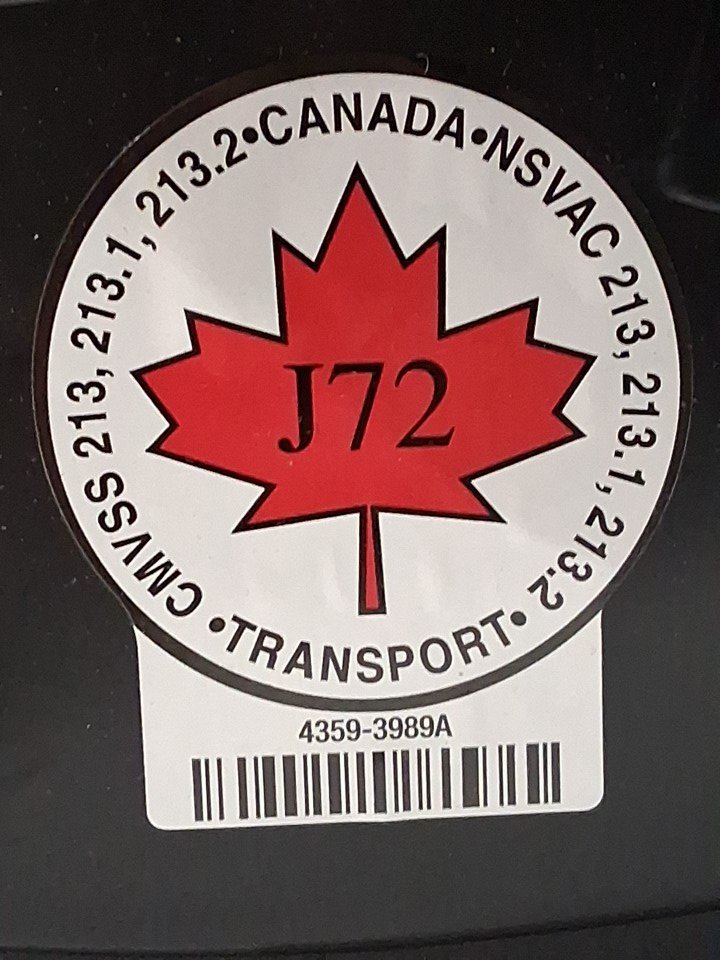 CMVSS 213, 213.1, 213.2•CANADA•NSVAC 213, 213.1, 213.2
•TRANSPORT•
J72
4359-3989A